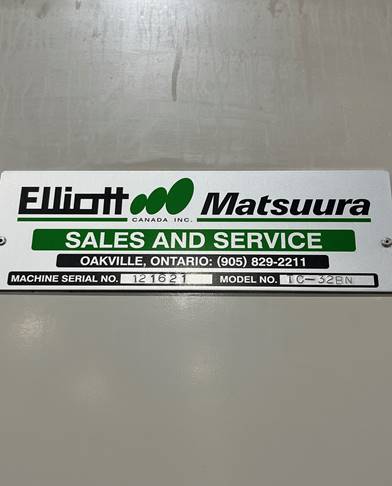 Elliott Matsuura
CANADA INC.
SALES AND SERVICE
OAKVILLE, ONTARIO: (905) 829-2211
MACHINE SERIAL NO. 121621 MODEL NO. TC-32BN